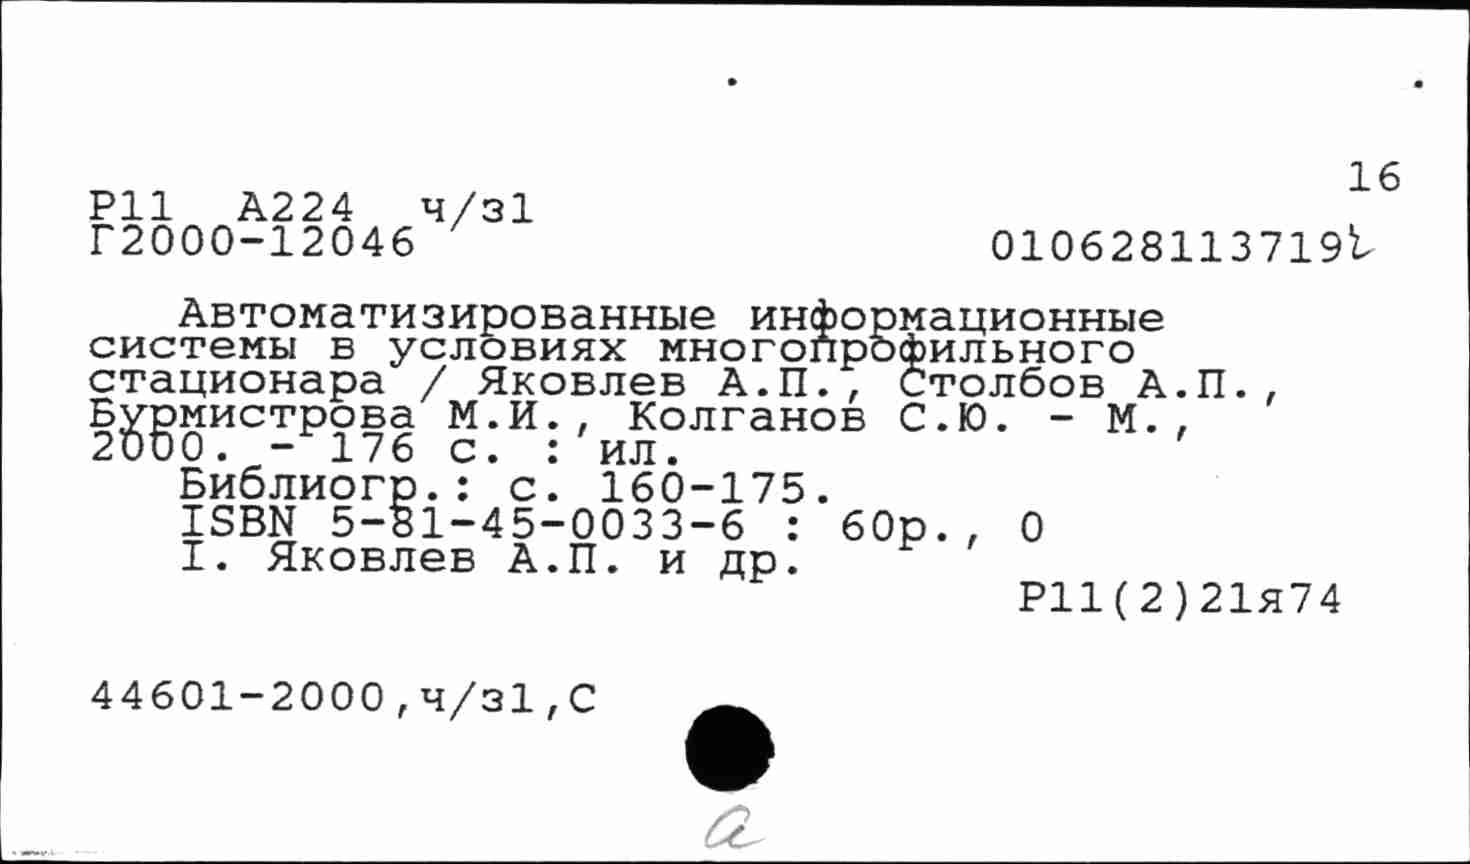 16
Р11 А224 ч/з1
Г2000-12046
010628113719
Автоматизированные информационные
системы в условиях многопрофильного
стационара / Яковлев А.П., Столбов А.П.,
Бурмистрова М.И., Колганов С.Ю. - М.,
2000. - 176 с. : ил.
Библиогр.: с. 160-175.
ISBN 5-81-45-0033-6 : 60р., 0
I. Яковлев А.П. и др.
Р11(2)21я74
44601-2000,ч/з1,С
а